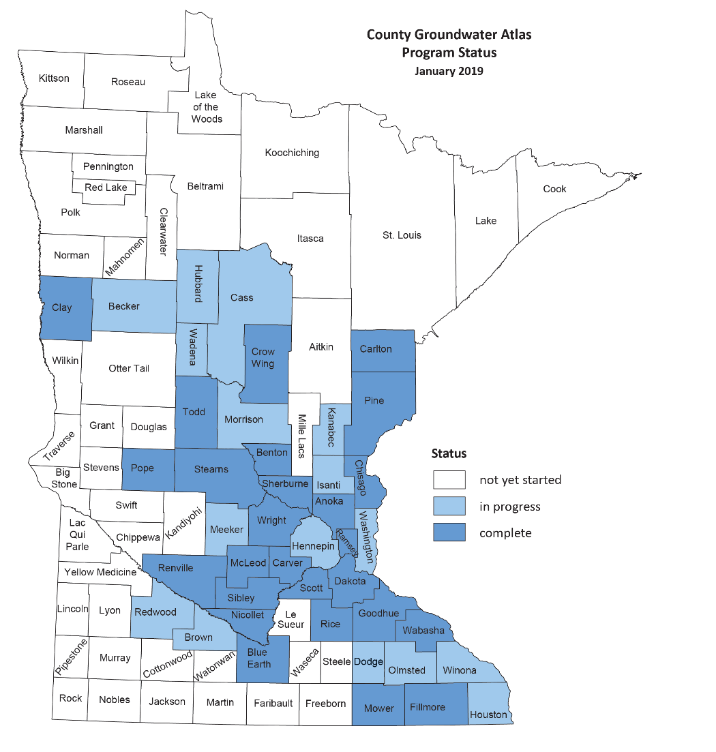 County Groundwater Atlas
Program Status
January 2019
Kittson
Roseau
Lake
of the
Woods
Marshall
Koochiching
Pennington
Red Lake
Beltrami
Polk
Clearwater
Cook
Lake
St. Louis
Itasca
Norman
Mahnomen
Hubbard
Cass
Clay
Becker
Wadena
Crow
Wing
Aitkin
Carlton
Wilkin
Otter Tail
Pine
Todd
Morrison
Mille Lacs
Kanabec
Grant
Douglas
Traverse
Benton
Big
Stone
Stevens
Pope
Stearns
Sherburne
Isanti
Chisago
Anoka
Swift
Kandiyohi
Meeker
Wright
Washington
Lac
Qui
Parle
Chippewa
Hennepin
Ramsey
Yellow Medicine
Renville
McLeod
Carver
Scott
Dakota
Sibley
Lincoln
Lyon
Redwood
Nicollet
Le
Sueur
Rice
Goodhue
Wabasha
Brown
Pipestone
Murray
Cottonwood
Watonwan
Blue
Earth
Waseca
Steele
Dodge
Olmsted
Winona
Rock
Nobles
Jackson
Martin
Faribault
Freeborn
Mower
Fillmore
Houston
Status
not yet started
in progress
complete